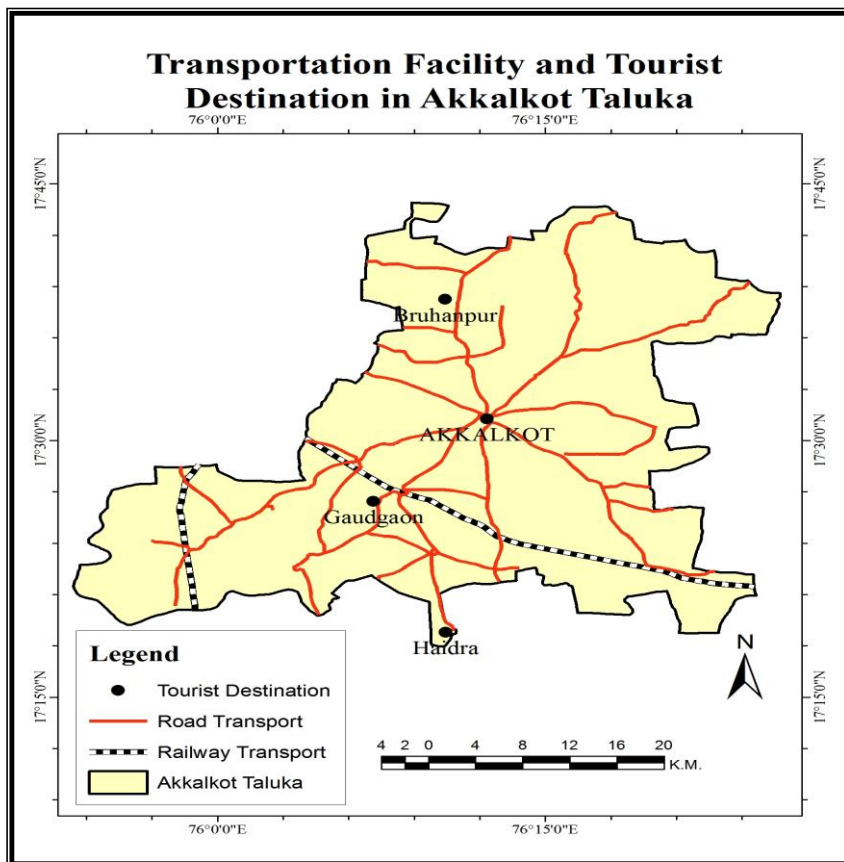 Transportation Facility and Tourist
Destination in Akkalkot Taluka
76°0'0"E
76°15'0"E
17°45'0"N
17°45'0"N
Bruhanpur
AKKALKOT
17°30'0"N
17°30'0"N
Gaudgaon
Haidra
Legend
Tourist Destination
Road Transport
Railway Transport
Akkalkot Taluka
N
17°15'0"N
17°15'0"N
4 2 0 4 8 12 16 20
K.M.
76°0'0"E
76°15'0"E